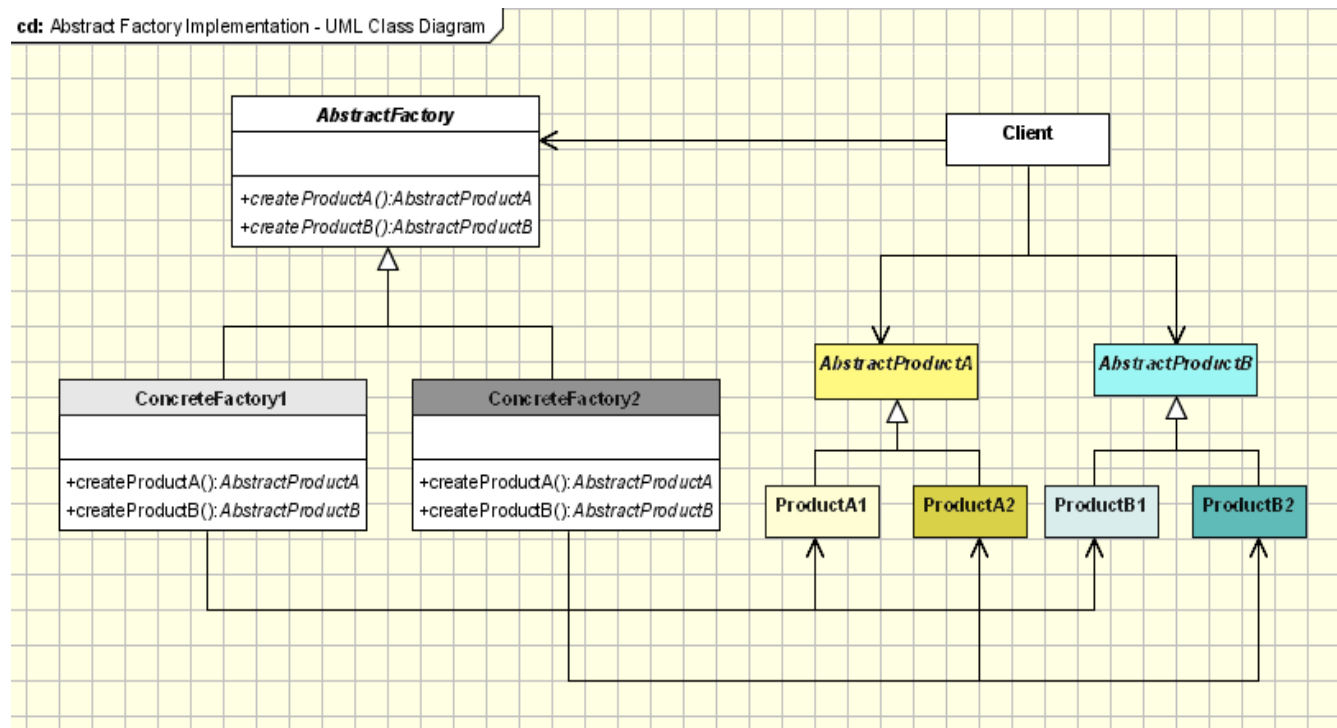 cd: Abstract Factory Implementation - UML Class Diagram
AbstractFactory
+createProductA():AbstractProductA
+createProductB():AbstractProductB
Client
AbstractProductA
AbstractProductB
ConcreteFactory1
+createProductA():AbstractProductA
+createProductB():AbstractProductB
ConcreteFactory2
+createProductA():AbstractProductA
+createProductB():AbstractProductB
ProductA1
ProductA2
ProductB1
ProductB2